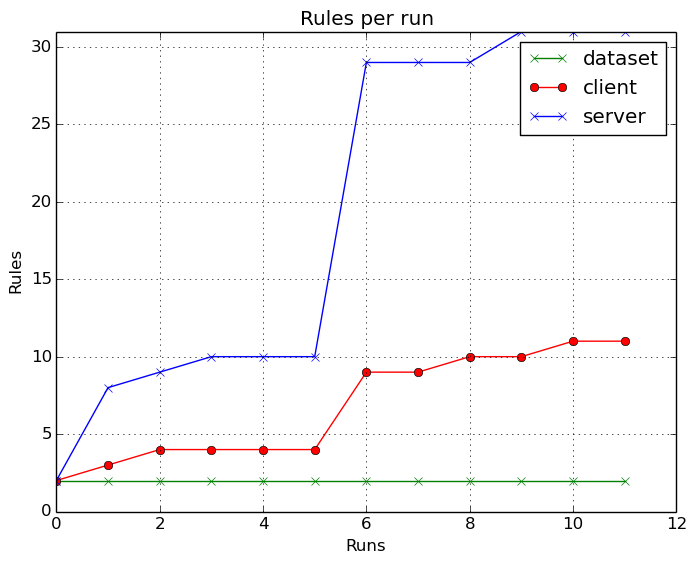 Rules per run
30
25
20
15
10
5
0
Rules
dataset
client
server
0 2 4 6 8 10 12
Runs